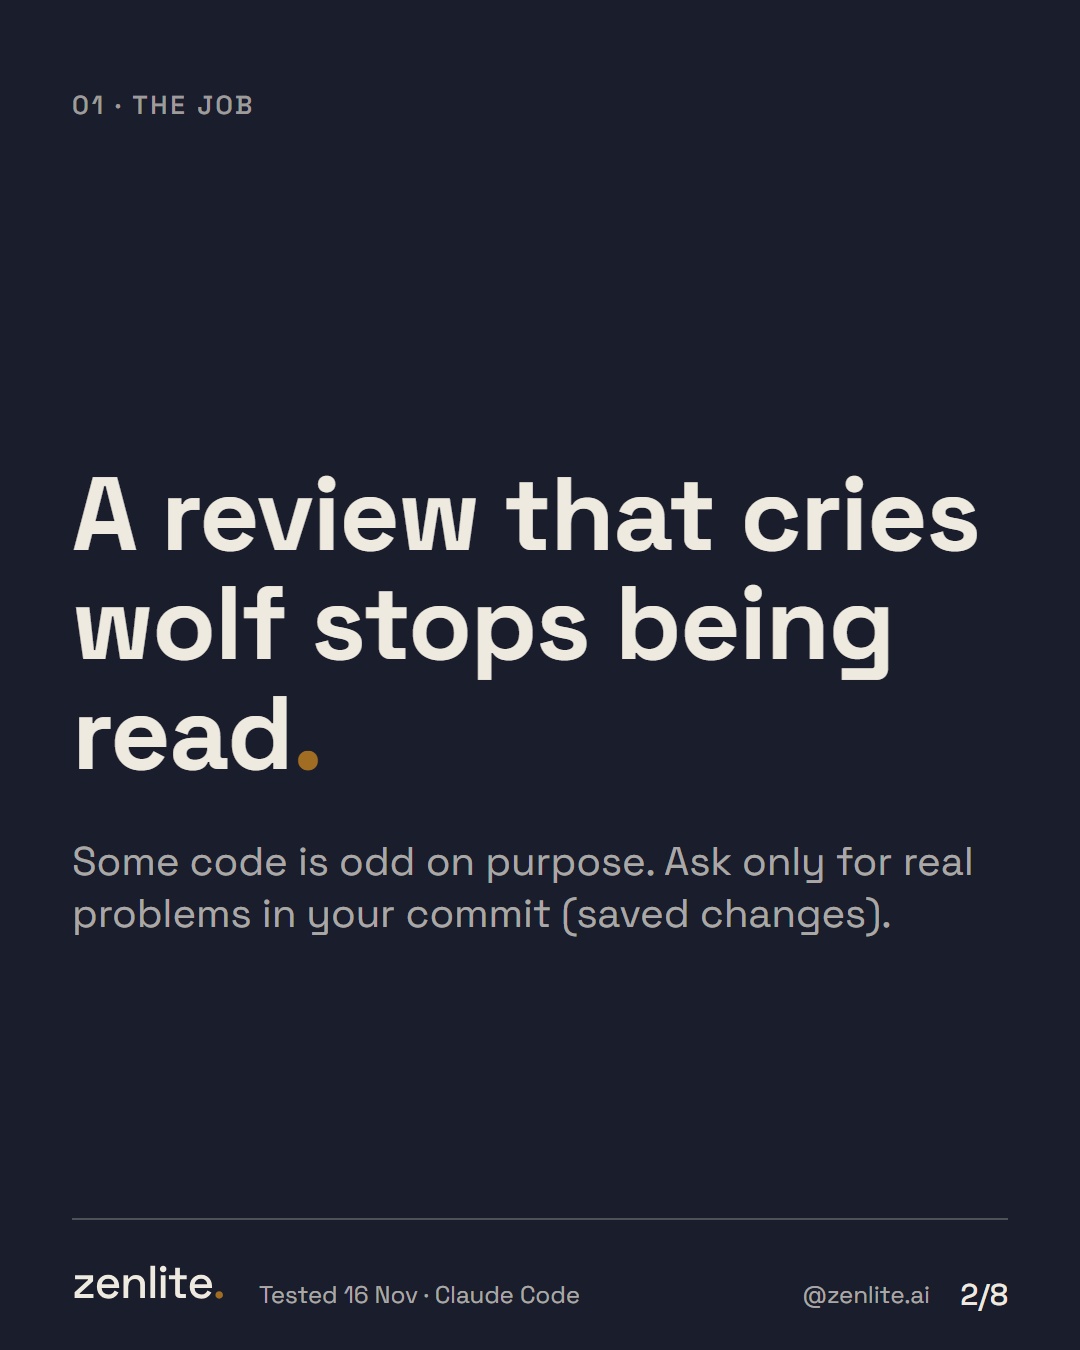 01 · THE JOB
A review that cries
wolf stops being
read.
Some code is odd on purpose. Ask only for real
problems in your commit (saved changes).
zenlite. Tested 16 Nov · Claude Code @zenlite.ai 2/8